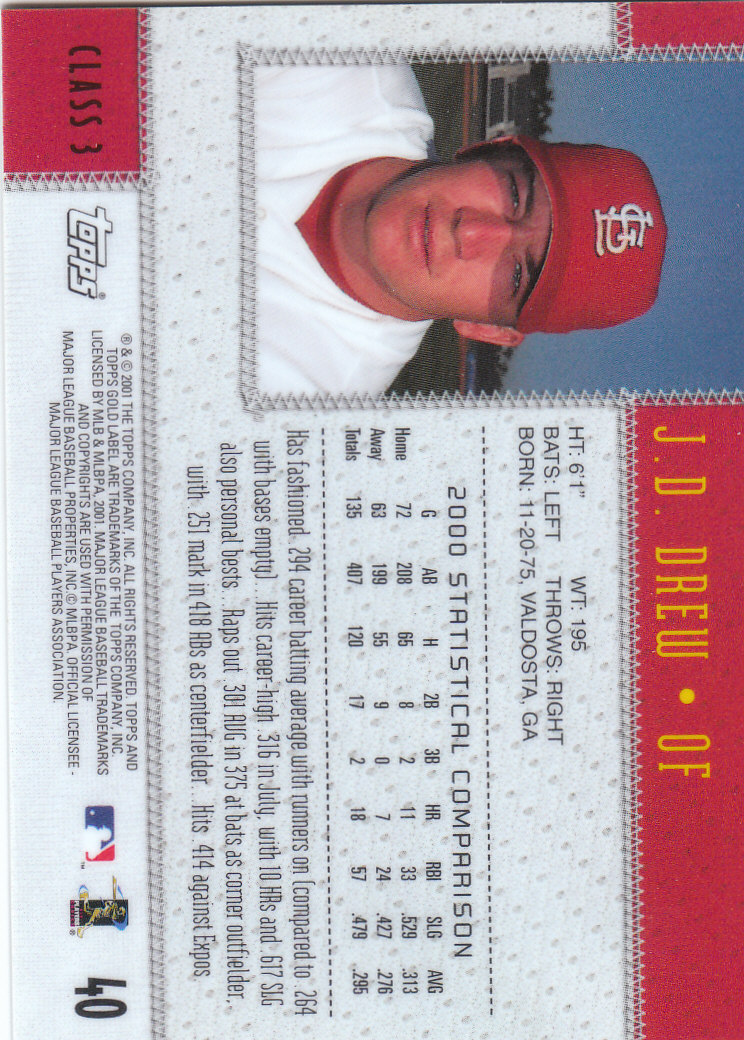 J.D. DREW • OF
HT: 6'1" WT: 195
BATS: LEFT THROWS: RIGHT
BORN: 11-20-75, VALDOSTA, GA
2000 STATISTICAL COMPARISON
G AB H 2B 3B HR RBI SLG AVG
Home 72 208 65 8 2 11 33 .529 .313
Away 63 199 55 9 0 7 24 .427 .276
Totals 135 407 120 17 2 18 57 .479 .295
Has fashioned .294 career batting average with runners on (compared to .264
with bases empty)... Hits career-high .316 in July, with 10 HRs and .617 SLG
also personal bests... Raps out .301 AUG in 375 at bats as corner outfielder,
with .251 mark in 418 ABs as centerfielder... Hits .414 against Expos.
CLASS 3
topps®
® & © 2001 THE TOPPS COMPANY, INC. ALL RIGHTS RESERVED. TOPPS AND
TOPPS GOLD LABEL ARE TRADEMARKS OF THE TOPPS COMPANY, INC.
LICENSED BY MLB & MLBPA, 2001. MAJOR LEAGUE BASEBALL TRADEMARKS
AND COPYRIGHTS ARE USED WITH PERMISSION OF
MAJOR LEAGUE BASEBALL PROPERTIES, INC.© MLBPA, OFFICIAL LICENSEE -
MAJOR LEAGUE BASEBALL PLAYERS ASSOCIATION.
40